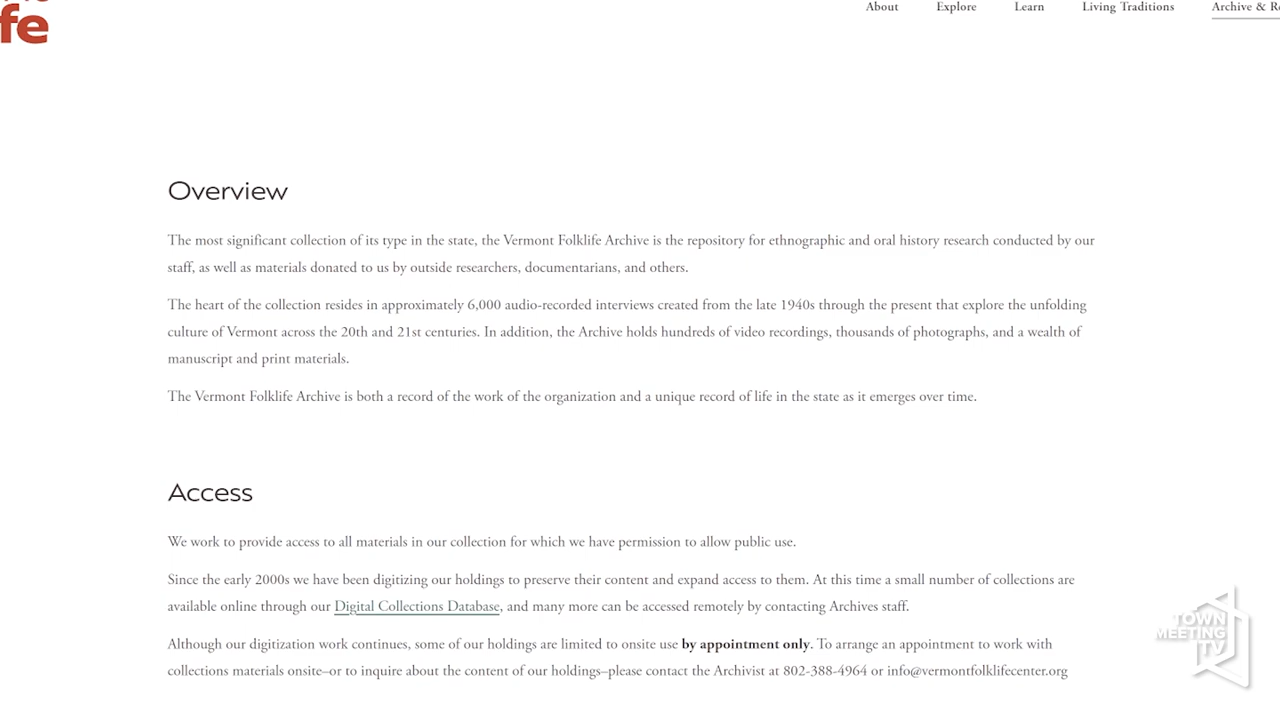 fe
About Explore Learn Living Traditions Archive &
Overview
The most significant collection of its type in the state, the Vermont Folklife Archive is the repository for ethnographic and oral history research conducted by our
staff, as well as materials donated to us by outside researchers, documentarians, and others.
The heart of the collection resides in approximately 6,000 audio-recorded interviews created from the late 1940s through the present that explore the unfolding
culture of Vermont across the 20th and 21st centuries. In addition, the Archive holds hundreds of video recordings, thousands of photographs, and a wealth of
manuscript and print materials.
The Vermont Folklife Archive is both a record of the work of the organization and a unique record of life in the state as it emerges over time.
Access
We work to provide access to all materials in our collection for which we have permission to allow public use.
Since the early 2000s we have been digitizing our holdings to preserve their content and expand access to them. At this time a small number of collections are
available online through our Digital Collections Database, and many more can be accessed remotely by contacting Archives staff.
Although our digitization work continues, some of our holdings are limited to onsite use by appointment only. To arrange an appointment to work with
collections materials onsite–or to inquire about the content of our holdings–please contact the Archivist at 802-388-4964 or info@vermontfolklifecenter.org
TOWN
MEETING
TV